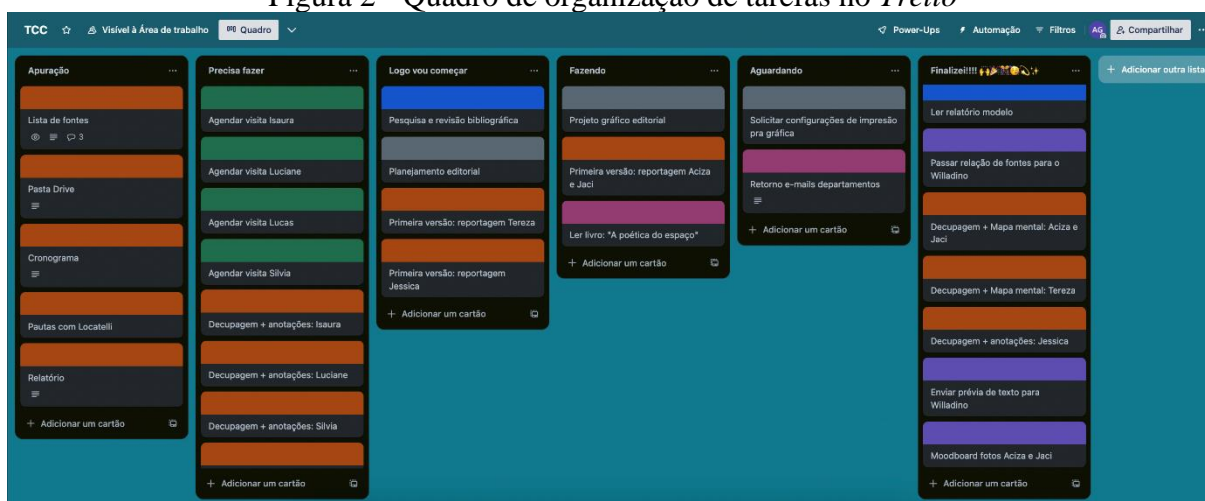 Figura 2 - Quadro de organização de tarefas no Trello
TCC
Visível à Área de trabalho
Quadro
Power-Ups
Automação
Filtros
AG
Compartilhar
Apuração
Lista de fontes
3
Pasta Drive
Cronograma
Pautas com Locatelli
Relatório
+ Adicionar um cartão
Precisa fazer
Agendar visita Isaura
Agendar visita Luciane
Agendar visita Lucas
Agendar visita Silvia
Decupagem + anotações: Isaura
Decupagem + anotações: Luciane
Decupagem + anotações: Silvia
+ Adicionar um cartão
Logo vou começar
Pesquisa e revisão bibliográfica
Planejamento editorial
Primeira versão: reportagem Tereza
Primeira versão: reportagem
Jessica
+ Adicionar um cartão
Fazendo
Projeto gráfico editorial
Primeira versão: reportagem Aciza
e Jaci
Ler livro: "A poética do espaço"
+ Adicionar um cartão
Aguardando
Solicitar configurações de impresão
pra gráfica
Retorno e-mails departamentos
+ Adicionar um cartão
Finalizei!!!!
Ler relatório modelo
Passar relação de fontes para o
Willadino
Decupagem + Mapa mental: Aciza e
Jaci
Decupagem + Mapa mental: Tereza
Decupagem + anotações: Jessica
Enviar prévia de texto para
Willadino
Moodboard fotos Aciza e Jaci
+ Adicionar um cartão
+ Adicionar outra lista